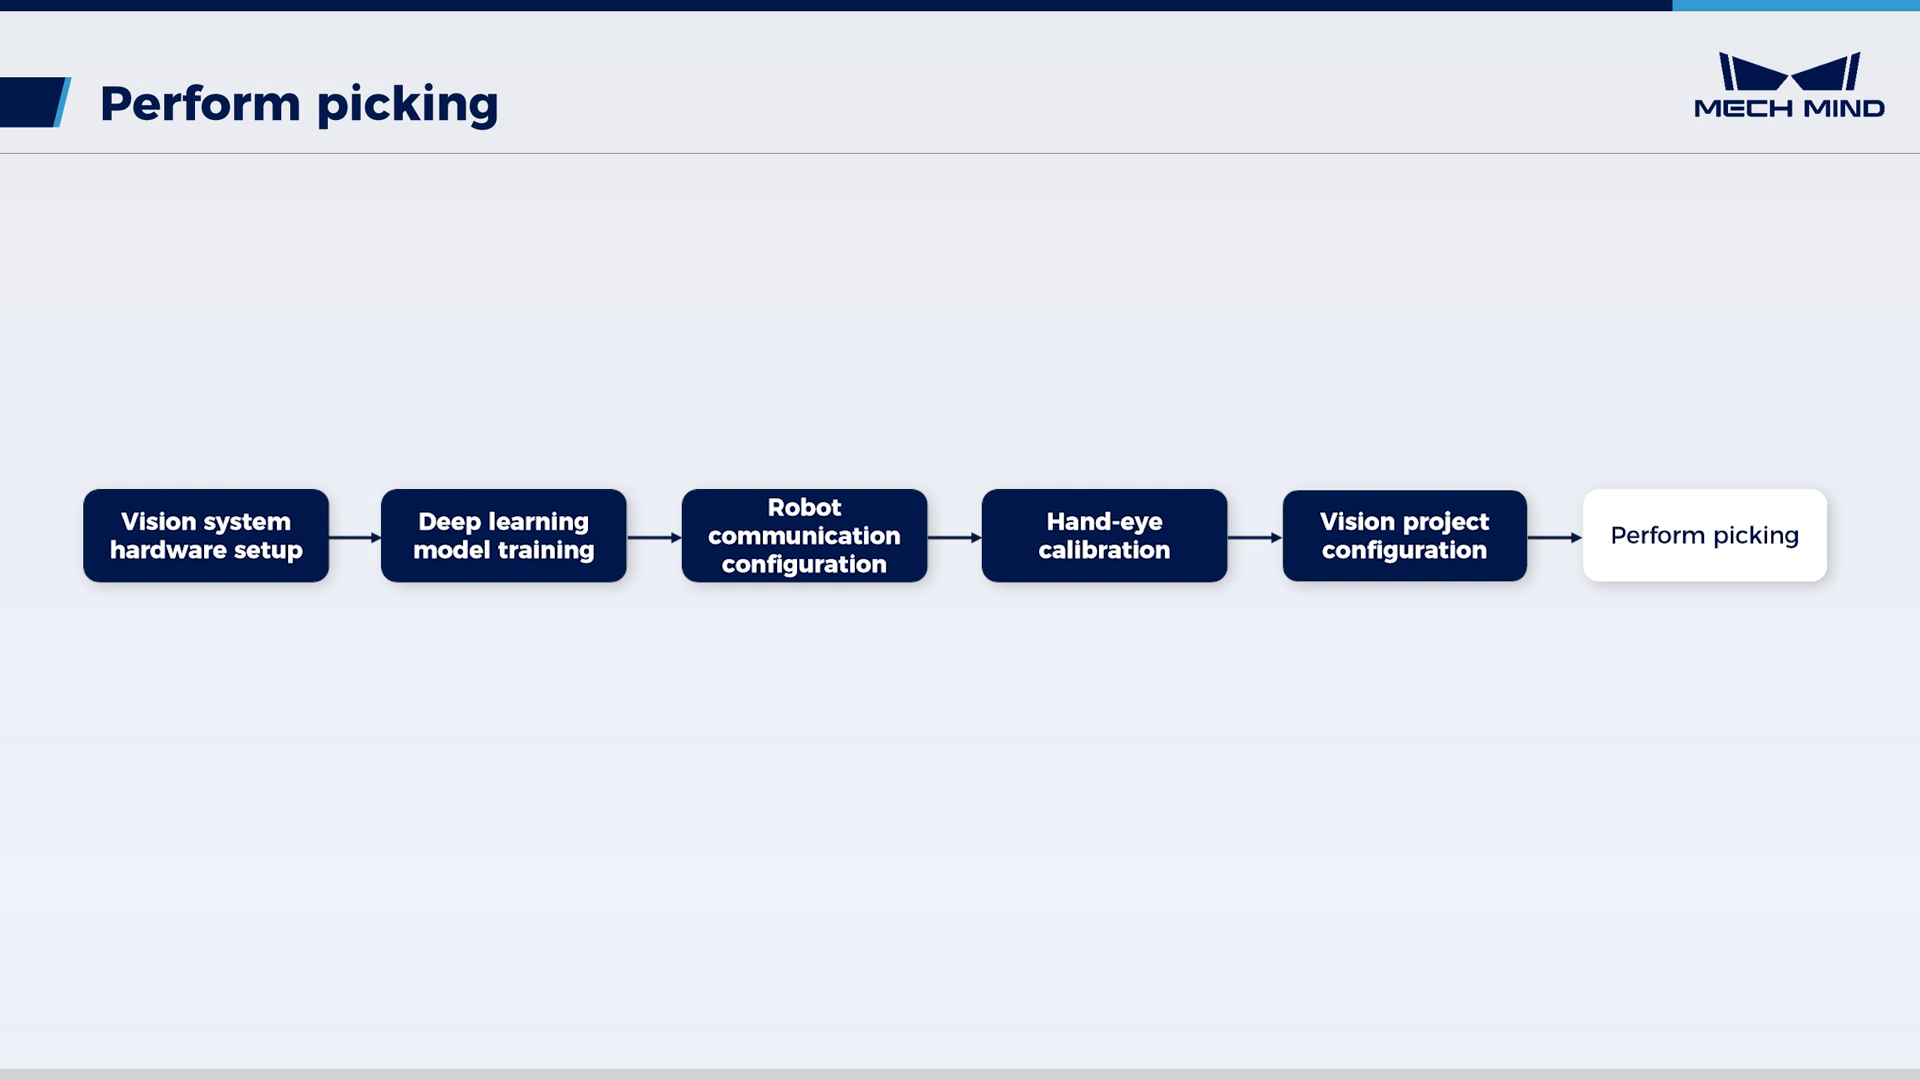 Perform picking
MECH MIND
Vision system
hardware setup
Deep learning
model training
Robot
communication
configuration
Hand-eye
calibration
Vision project
configuration
Perform picking